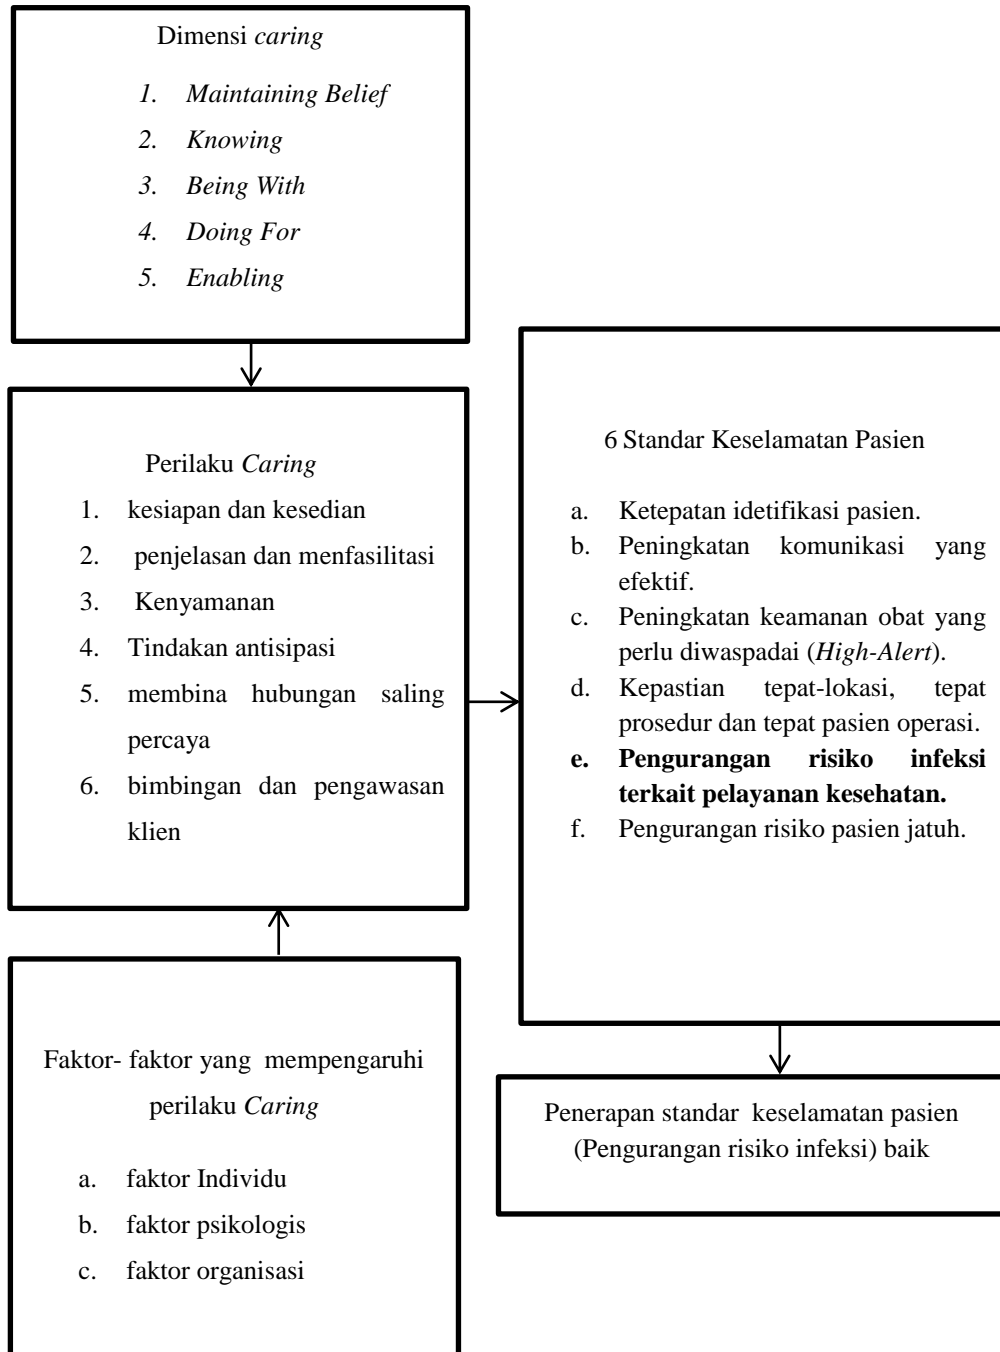 Dimensi caring
1. Maintaining Belief
2. Knowing
3. Being With
4. Doing For
5. Enabling
Perilaku Caring
1. kesiapan dan kesedian
2. penjelasan dan menfasilitasi
3. Kenyamanan
4. Tindakan antisipasi
5. membina hubungan saling
percaya
6. bimbingan dan pengawasan
klien
Faktor- faktor yang mempengaruhi
perilaku Caring
a. faktor Individu
b. faktor psikologis
c. faktor organisasi
6 Standar Keselamatan Pasien
a. Ketepatan idetifikasi pasien.
b. Peningkatan komunikasi yang
efektif.
c. Peningkatan keamanan obat yang
perlu diwaspadai (High-Alert).
d. Kepastian tepat-lokasi, tepat
prosedur dan tepat pasien operasi.
e. Pengurangan risiko infeksi
terkait pelayanan kesehatan.
f. Pengurangan risiko pasien jatuh.
Penerapan standar keselamatan pasien
(Pengurangan risiko infeksi) baik